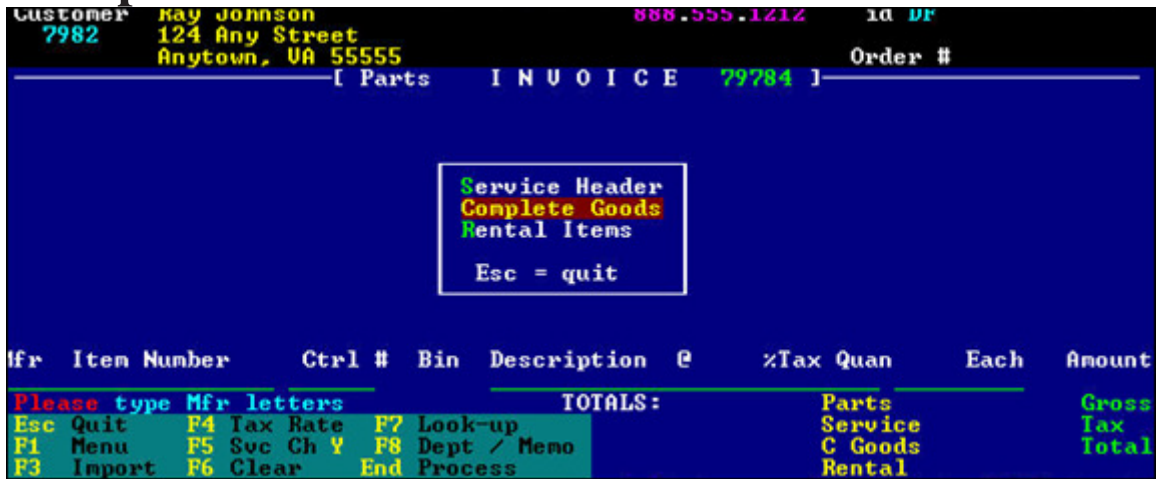 Customer Ray Johnson 888.555.1212 id DF
7982 124 Any Street
Anytown, VA 55555 Order #
[ Parts I N V O I C E 79784 ]
Service Header
Complete Goods
Rental Items
Esc = quit
Mfr Item Number Ctrl # Bin Description @ %Tax Quan Each Amount
Please type Mfr letters TOTALS: Parts Gross
Esc Quit F4 Tax Rate F7 Look-up Service Tax
F1 Menu F5 Svc Ch Y F8 Dept / Memo C Goods Total
F3 Import F6 Clear End Process Rental